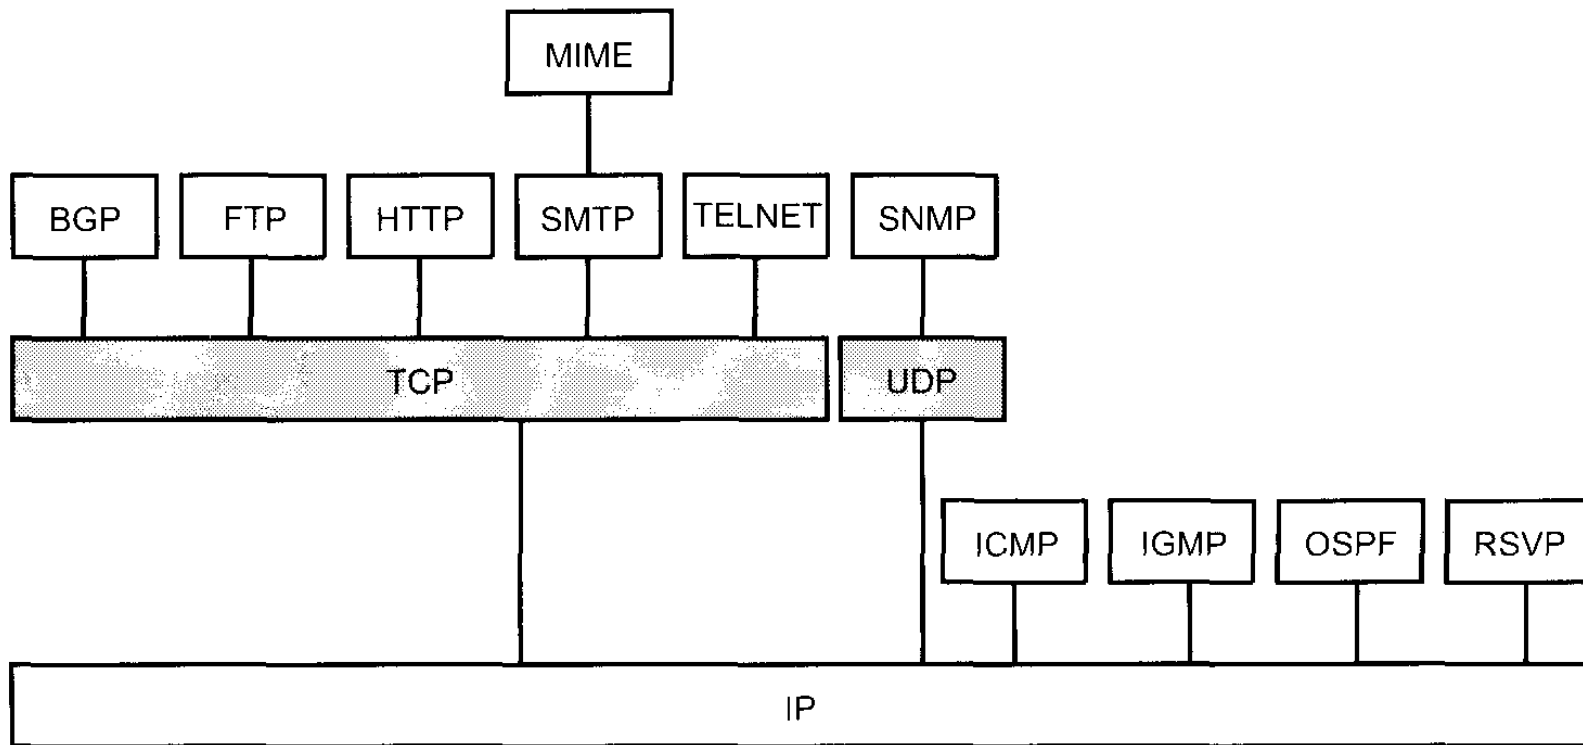 MIME
BGP FTP HTTP SMTP TELNET SNMP
TCP UDP
ICMP IGMP OSPF RSVP
IP